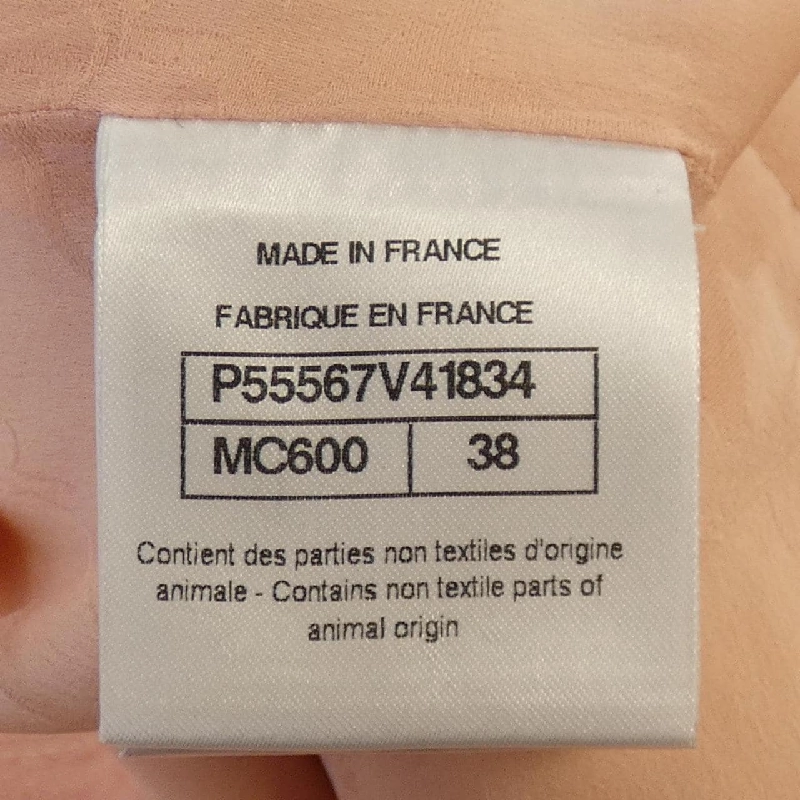 MADE IN FRANCE
FABRIQUE EN FRANCE
P55567V41834
MC600 38
Contient des parties non textiles d'origine
animale - Contains non textile parts of
animal origin